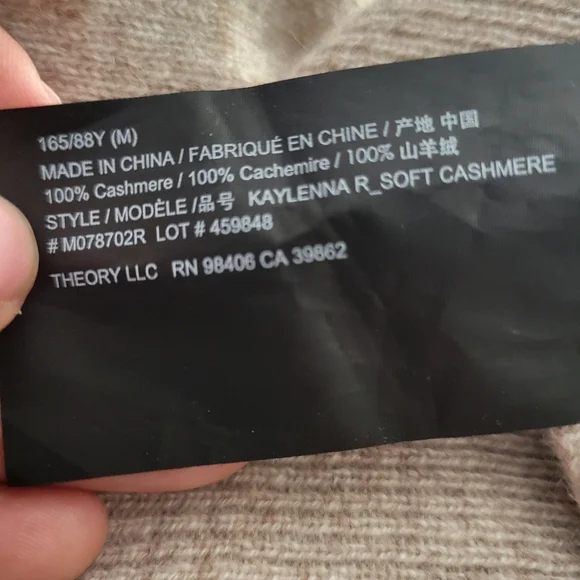 165/88Y (M)
MADE IN CHINA / FABRIQUÉ EN CHINE / 产地 中国
100% Cashmere / 100% Cachemire / 100% 山羊绒
STYLE / MODÈLE /品号 KAYLENNA R_SOFT CASHMERE
# M078702R LOT # 459848
THEORY LLC RN 98406 CA 39862